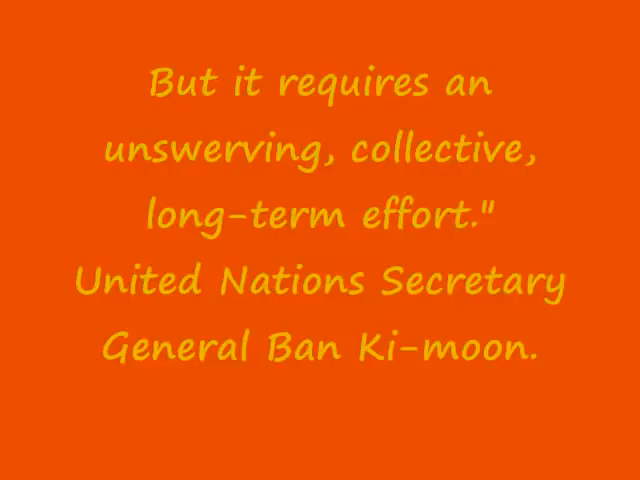 But it requires an
unswerving, collective,
long-term effort."
United Nations Secretary
General Ban Ki-moon.